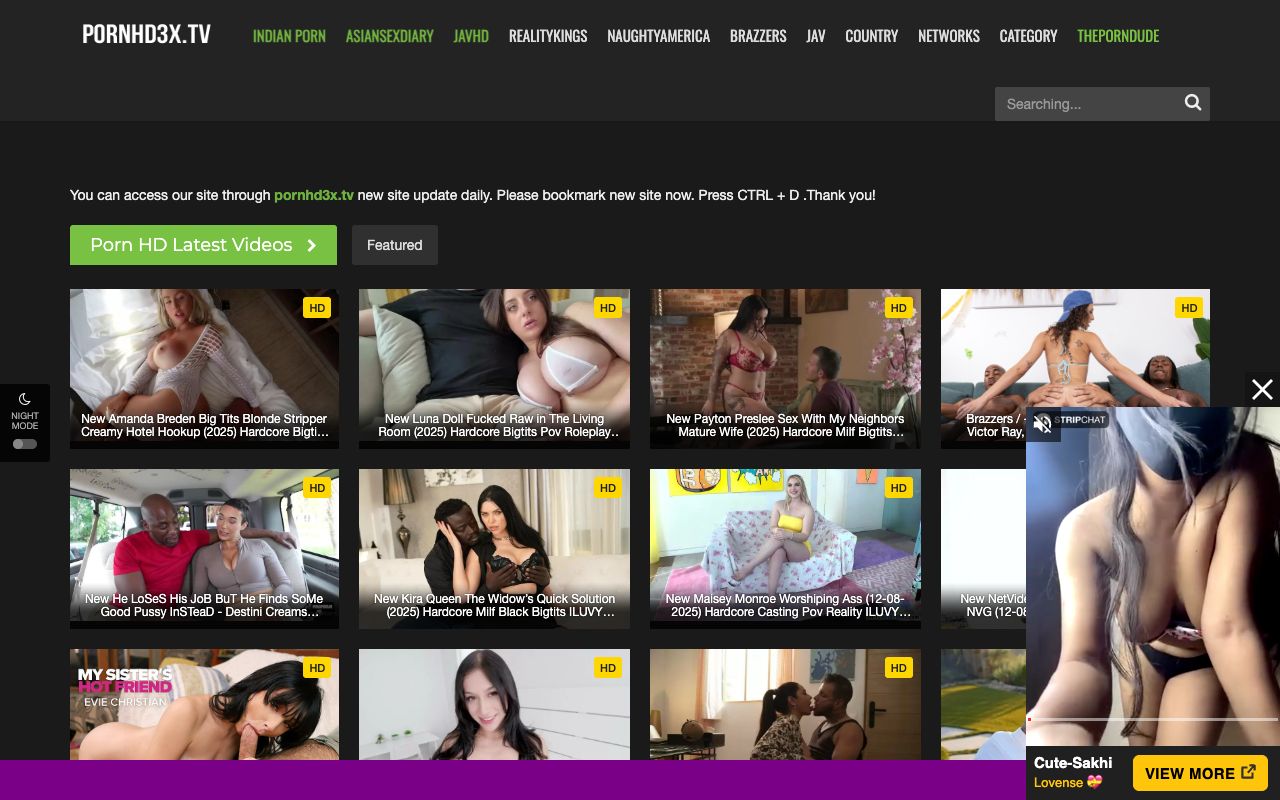 PORNHD3X.TV
INDIAN PORN ASIANSEXDIARY JAVHD REALITYKINGS NAUGHTYAMERICA BRAZZERS JAV COUNTRY NETWORKS CATEGORY THEPORNDUDE
Searching...
You can access our site through pornhd3x.tv new site update daily. Please bookmark new site now. Press CTRL + D .Thank you!
Porn HD Latest Videos
Featured
HD
New Amanda Breden Big Tits Blonde Stripper
Creamy Hotel Hookup (2025) Hardcore Bigti...
HD
New Luna Doll Fucked Raw in The Living
Room (2025) Hardcore Bigtits Pov Roleplay..
HD
New Payton Preslee Sex With My Neighbors
Mature Wife (2025) Hardcore Milf Bigtits...
HD
Brazzers /
Victor Ray,
NIGHT
MODE
STRIPCHAT
HD
New He LoSeS His JoB BuT He Finds SoMe
Good Pussy InSTeaD - Destini Creams...
HD
New Kira Queen The Widow's Quick Solution
(2025) Hardcore Milf Black Bigtits ILUVY...
HD
New Maisey Monroe Worshiping Ass (12-08-
2025) Hardcore Casting Pov Reality ILUVY...
New NetVide
NVG (12-08
HD
MY SISTER'S
HOT FRIEND
EVIE CHRISTIAN
HD
HD
Cute-Sakhi
Lovense
VIEW MORE